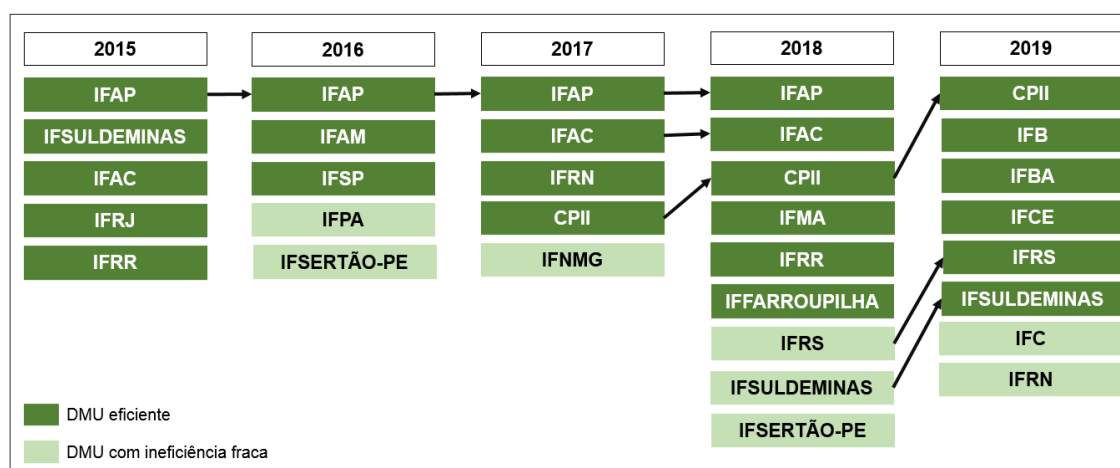 2015
IFAP
IFSULDEMINAS
IFAC
IFRJ
IFRR
2016
IFAP
IFAM
IFSP
IFPA
IFSERTÃO-PE
2017
IFAP
IFAC
IFRN
CPII
IFNMG
2018
IFAP
IFAC
CPII
IFMA
IFRR
IFFARROUPILHA
IFRS
IFSULDEMINAS
IFSERTÃO-PE
2019
CPII
IFB
IFBA
IFCE
IFRS
IFSULDEMINAS
IFC
IFRN
DMU eficiente
DMU com ineficiência fraca